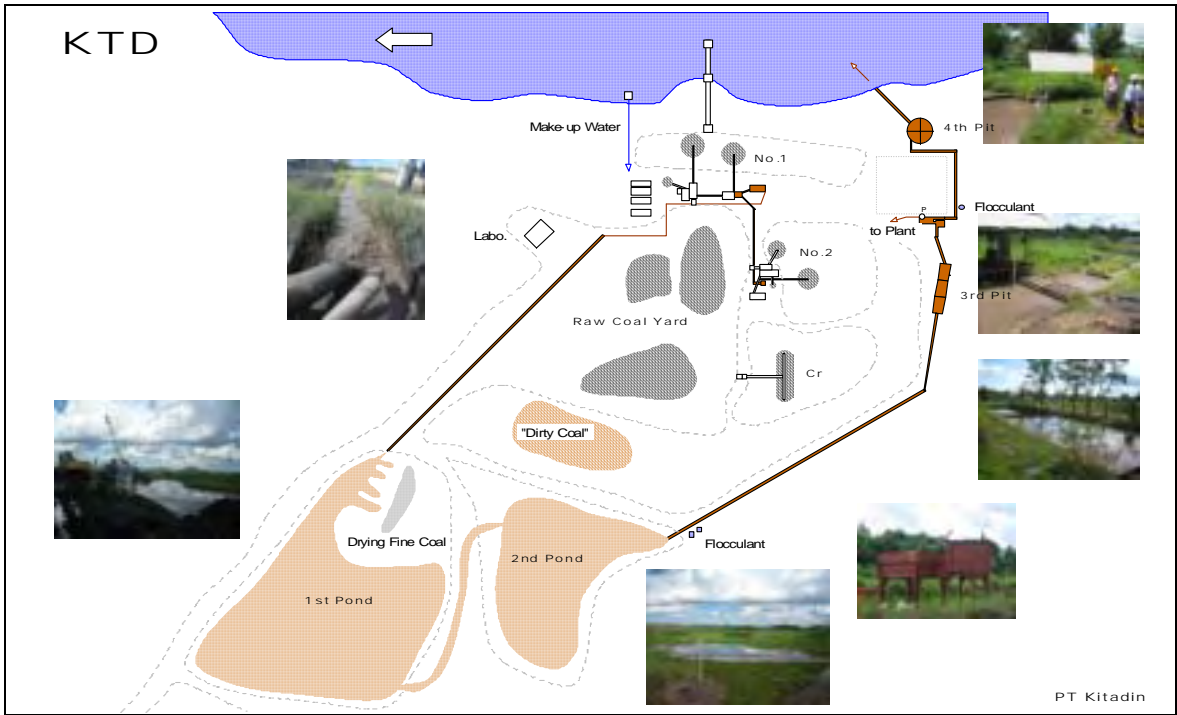 KTD
Make-up Water
4th Pit
No.1
P
Flocculant
to Plant
Labo.
No.2
3rd Pit
Raw Coal Yard
Cr
"Dirty Coal"
Drying Fine Coal
Flocculant
2nd Pond
1st Pond
PT Kitadin